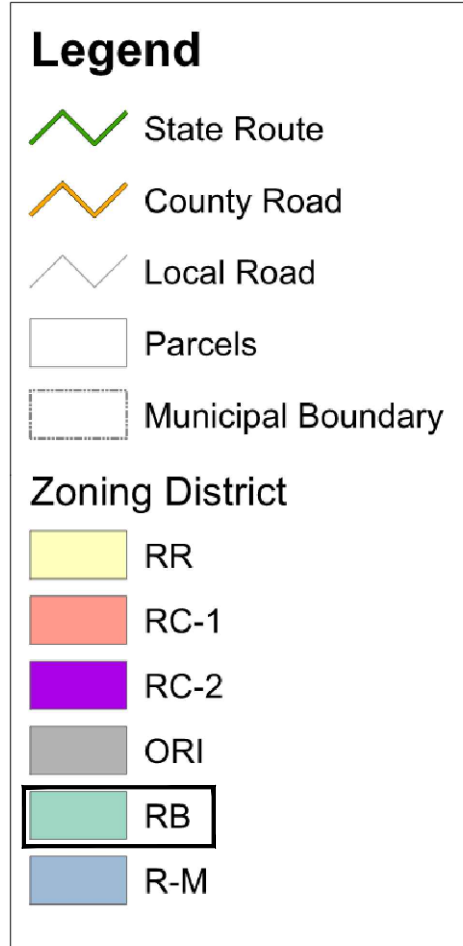 Legend
State Route
County Road
Local Road
Parcels
Municipal Boundary
Zoning District
RR
RC-1
RC-2
ORI
RB
R-M